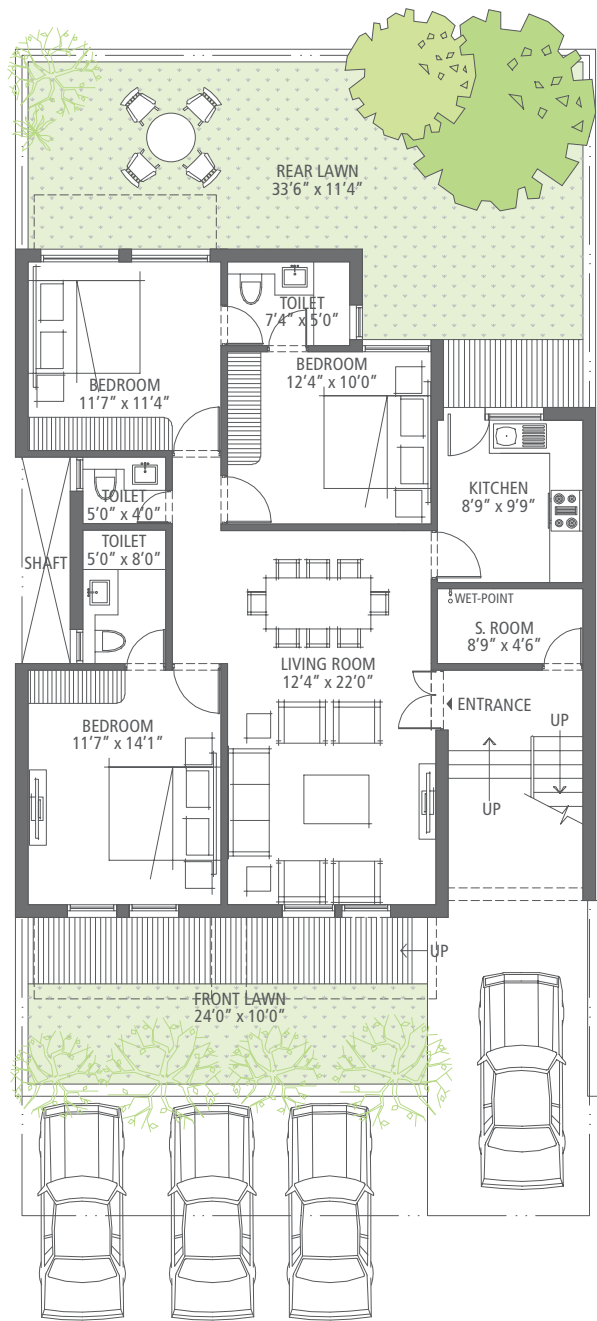 REAR LAWN
33'6" x 11'4"
TOILET
7'4" x 5'0"
BEDROOM
11'7" x 11'4"
BEDROOM
12'4" x 10'0"
KITCHEN
8'9" x 9'9"
TOILET
5'0" x 4'0"
TOILET
5'0" x 8'0"
SHAFT
WET-POINT
S. ROOM
8'9" x 4'6"
LIVING ROOM
12'4" x 22'0"
ENTRANCE
BEDROOM
11'7" x 14'1"
UP
UP
UP
FRONT LAWN
24'0" x 10'0"